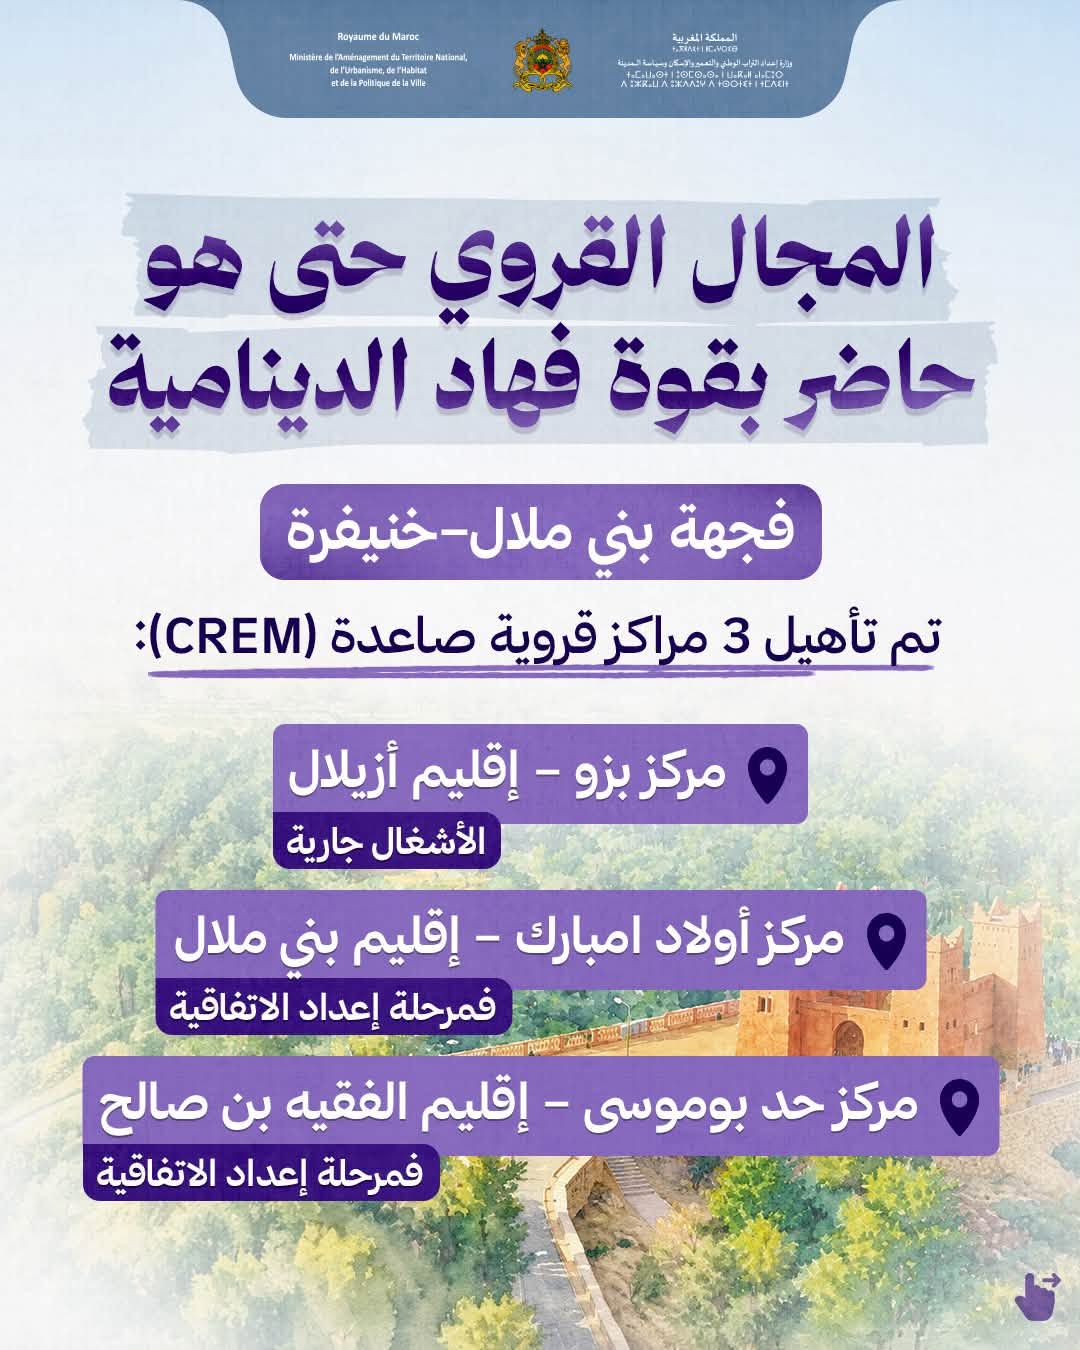 Royaume du Maroc
Ministère de l'Aménagement du Territoire National,
de l'Urbanisme, de l'Habitat
et de la Politique de la Ville
المملكة المغربية
ⵜⴰⴳⵍⴷⵉⵜ ⵏ ⵍⵎⵖⵔⵉⴱ
وزارة إعداد التراب الوطني والتعمير والإسكان وسياسة المدينة
المجال القروي حتى هو
حاضر بقوة فهاد الدينامية
فجهة بني ملال-خنيفرة
تم تأهيل 3 مراكز قروية صاعدة (CREM):
مركز بزو - إقليم أزيلال
الأشغال جارية
مركز أولاد امبارك - إقليم بني ملال
فمرحلة إعداد الاتفاقية
مركز حد بوموسى - إقليم الفقيه بن صالح
فمرحلة إعداد الاتفاقية